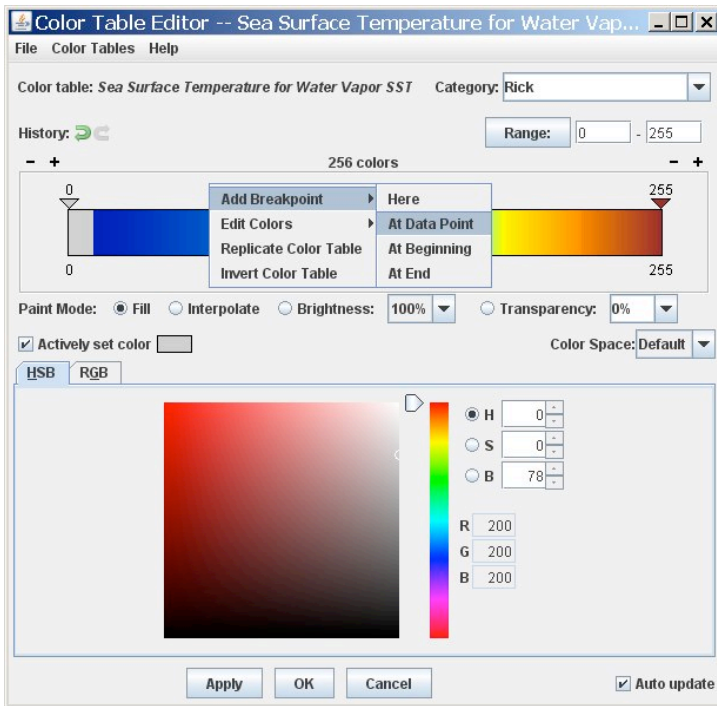 Color Table Editor -- Sea Surface Temperature for Water Vap...
File Color Tables Help
Color table: Sea Surface Temperature for Water Vapor SST Category: Rick
History: Range: 0 - 255
- + 256 colors - +
0 255
Add Breakpoint Here
Edit Colors At Data Point
Replicate Color Table At Beginning
Invert Color Table At End
0 255
Paint Mode: Fill Interpolate Brightness: 100% Transparency: 0%
Actively set color Color Space: Default
HSB RGB
H 0
S 0
B 78
R 200
G 200
B 200
Apply OK Cancel Auto update